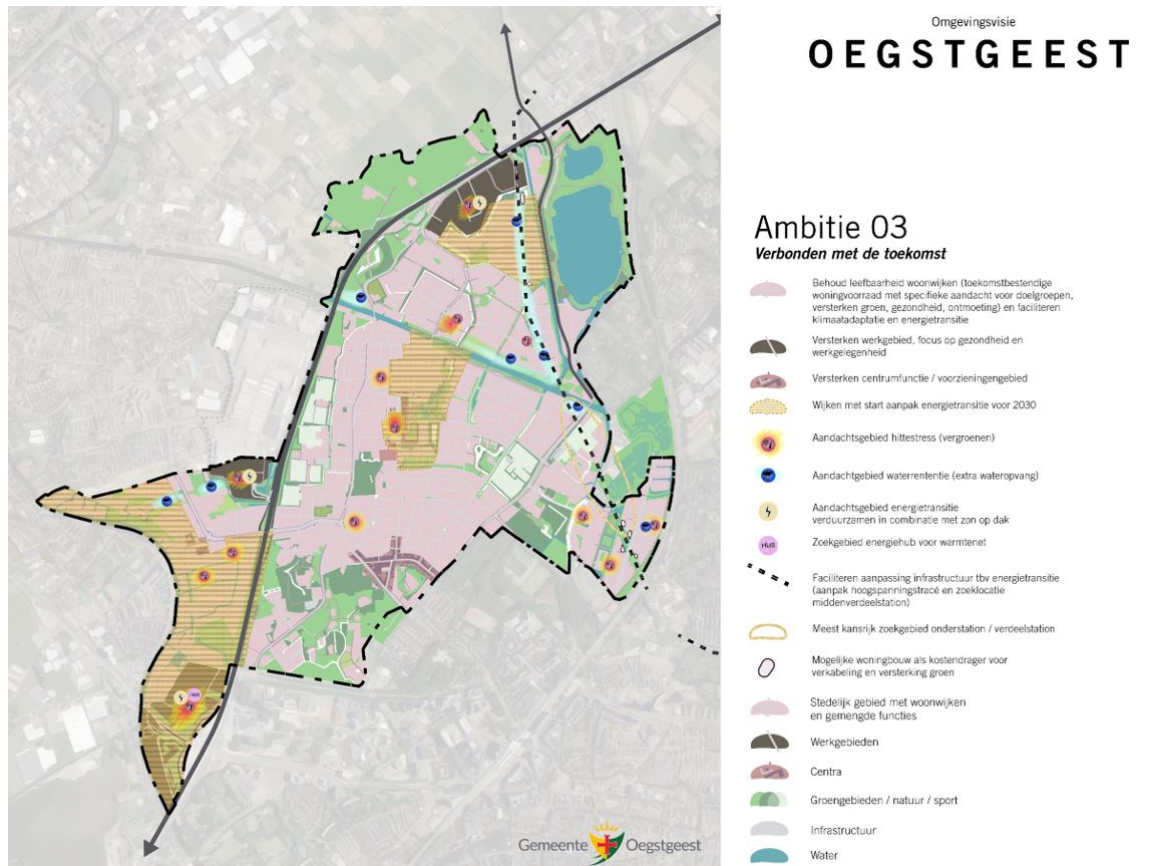 Omgevingsvisie
OEGSTGEEST
Ambitie 03
Verbonden met de toekomst
Behoud leefbaarheid woonwijken (toekomstbestendige
woningvoorraad met specifieke aandacht voor doelgroepen,
versterken groen, gezondheid, ontmoeting) en faciliteren
klimaatadaptatie en energietransitie
Versterken werkgebied, focus op gezondheid en
werkgelegenheid
Versterken centrumfunctie / voorzieningengebied
Wijken met start aanpak energietransitie voor 2030
Aandachtsgebied hittestress (vergroenen)
Aandachtgebied waterrententie (extra wateropvang)
Aandachtsgebied energietransitie
verduurzamen in combinatie met zon op dak
HUB
Zoekgebied energiehub voor warmtenet
Faciliteren aanpassing infrastructuur tbv energietransitie
(aanpak hoogspanningstracé en zoeklocatie
middenverdeelstation)
Meest kansrijk zoekgebied onderstation / verdeelstation
Mogelijke woningbouw als kostendrager voor
verkabeling en versterking groen
Stedelijk gebied met woonwijken
en gemengde functies
Werkgebieden
Centra
Groengebieden / natuur / sport
Infrastructuur
Water
HUB
Gemeente Oegstgeest